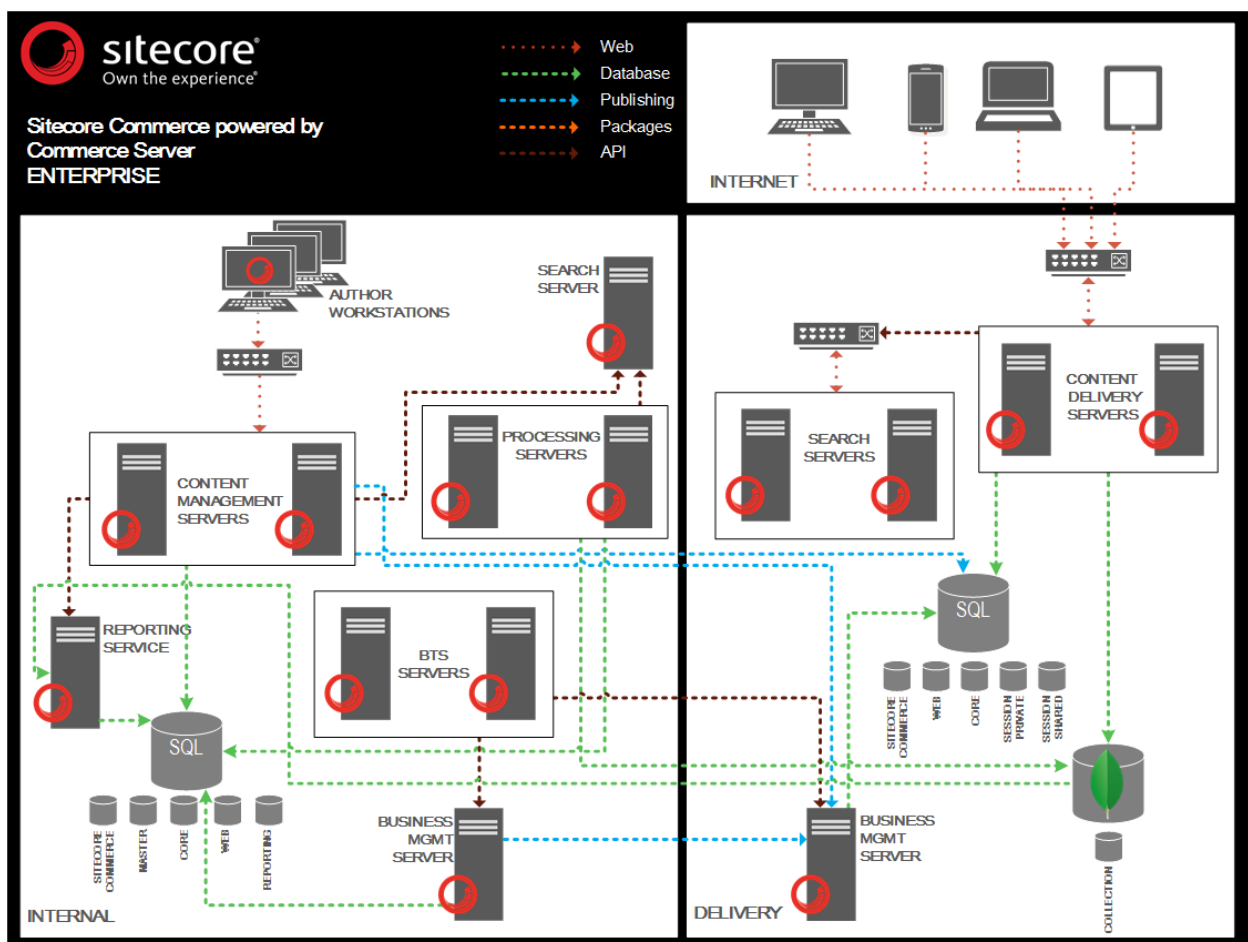 sitecore®
Own the experience®
Sitecore Commerce powered by
Commerce Server
ENTERPRISE
Web
Database
Publishing
Packages
API
INTERNET
AUTHOR
WORKSTATIONS
SEARCH
SERVER
PROCESSING
SERVERS
CONTENT
MANAGEMENT
SERVERS
REPORTING
SERVICE
BTS
SERVERS
SQL
SITECORE
COMMERCE
MASTER
CORE
WEB
REPORTING
BUSINESS
MGMT
SERVER
INTERNAL
CONTENT
DELIVERY
SERVERS
SEARCH
SERVERS
SQL
SITECORE
COMMERCE
WEB
CORE
SESSION
PRIVATE
SESSION
SHARED
BUSINESS
MGMT
SERVER
COLLECTION
DELIVERY